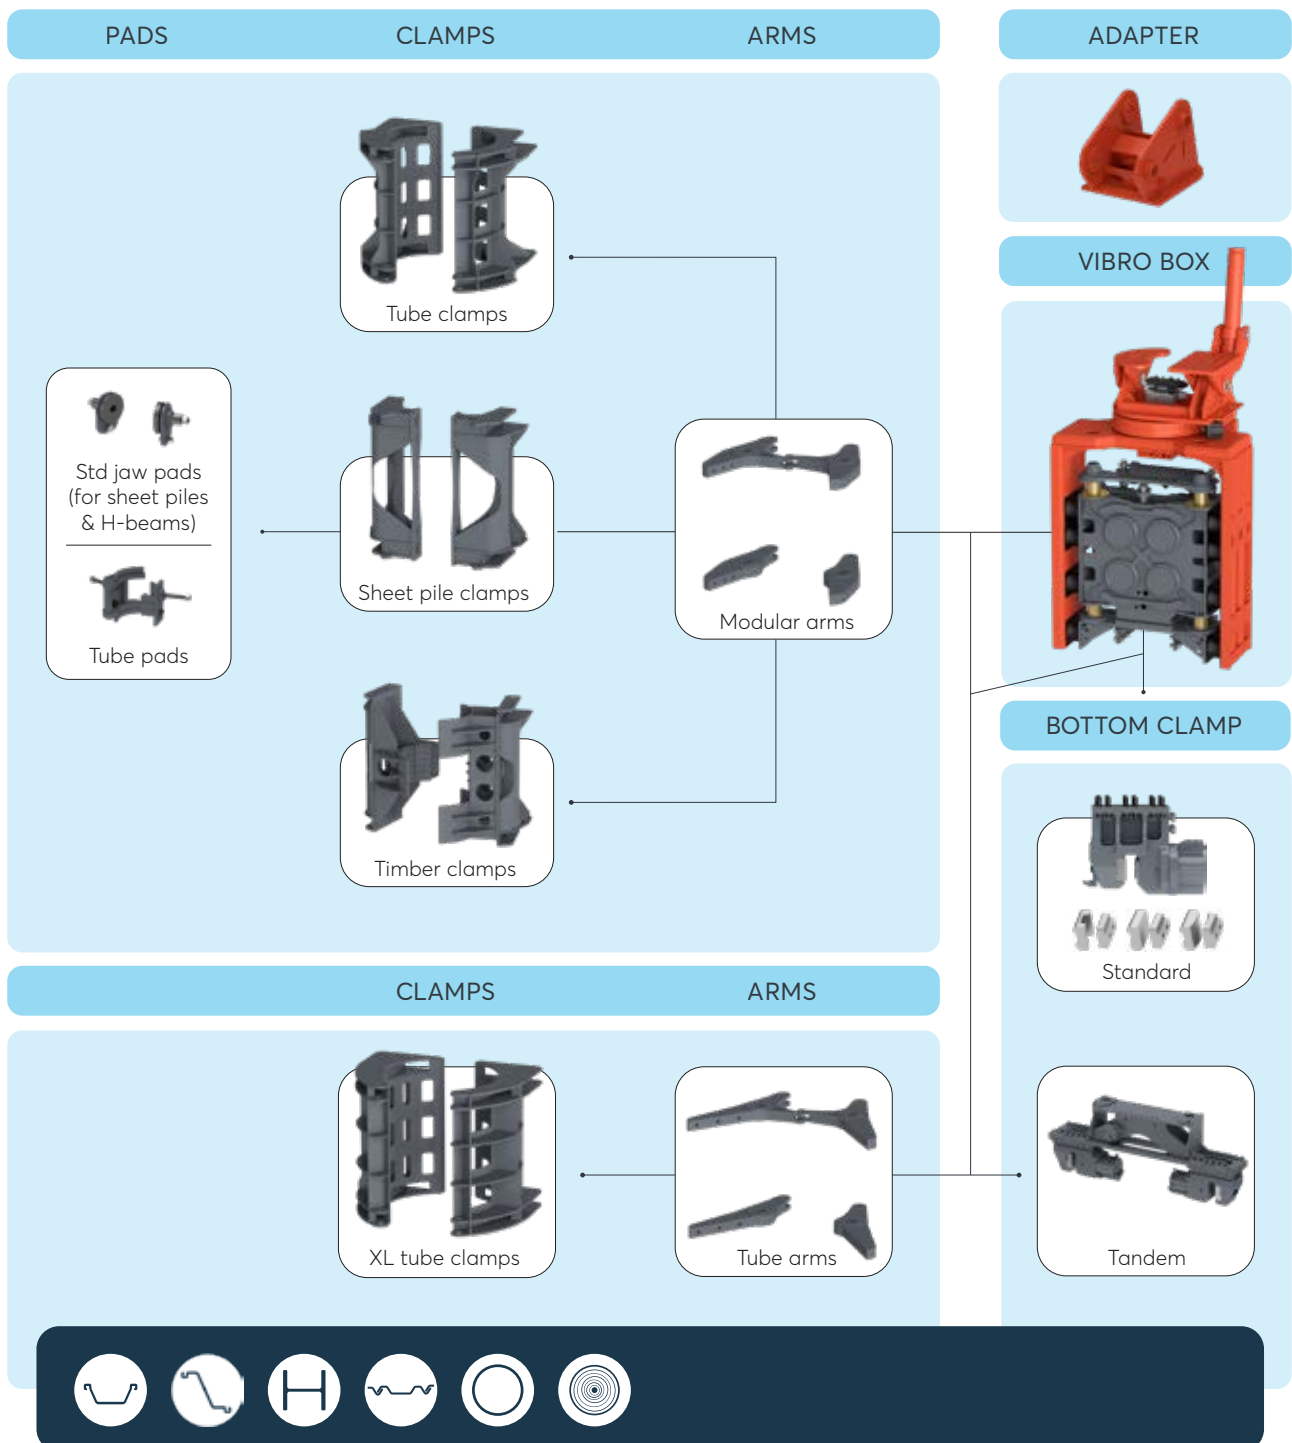 PADS
CLAMPS
ARMS
ADAPTER
Tube clamps
VIBRO BOX
Std jaw pads
(for sheet piles
& H-beams)
Tube pads
Sheet pile clamps
Modular arms
Timber clamps
BOTTOM CLAMP
Standard
CLAMPS
ARMS
XL tube clamps
Tube arms
Tandem